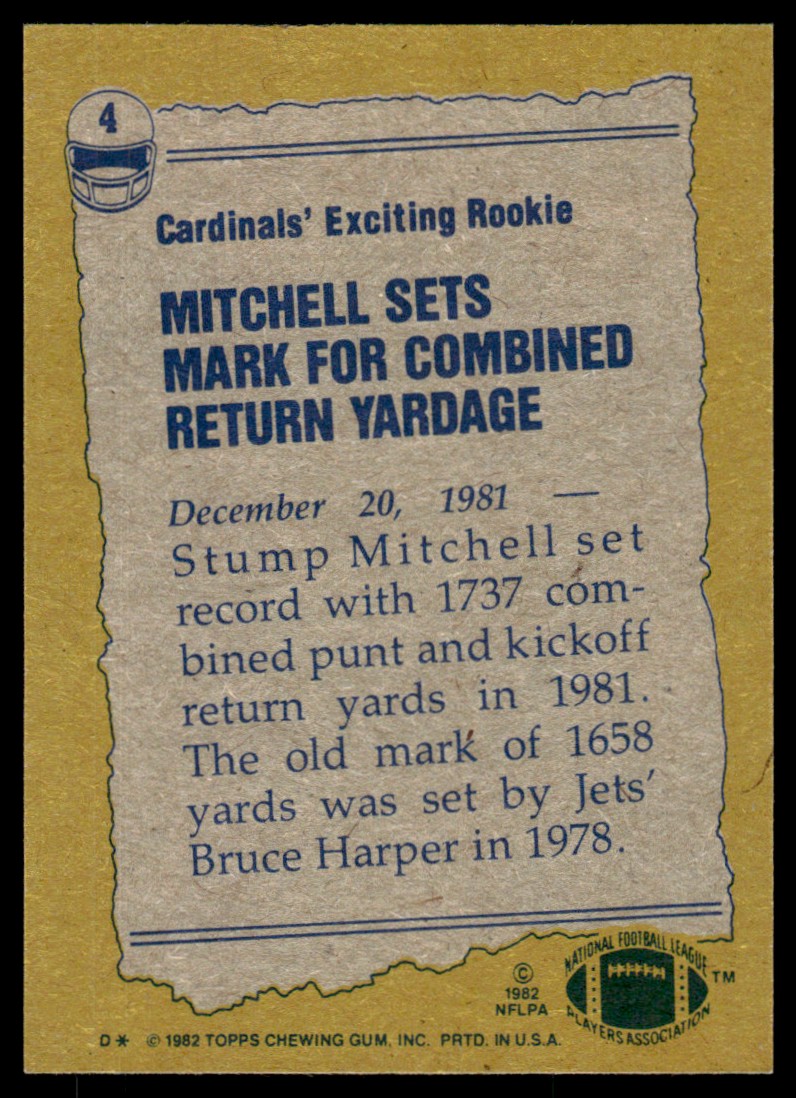 4
Cardinals' Exciting Rookie
MITCHELL SETS
MARK FOR COMBINED
RETURN YARDAGE
December 20, 1981 —
Stump Mitchell set
record with 1737 com-
bined punt and kickoff
return yards in 1981.
The old mark of 1658
yards was set by Jets'
Bruce Harper in 1978.
© 1982 NFLPA
NATIONAL FOOTBALL LEAGUE
PLAYERS ASSOCIATION
TM
D* © 1982 TOPPS CHEWING GUM, INC. PRTD. IN U.S.A.